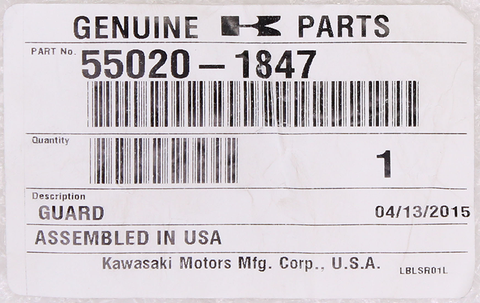 GENUINE PARTS
PART No. 55020-1847
Quantity 1
Description
GUARD 04/13/2015
ASSEMBLED IN USA
Kawasaki Motors Mfg. Corp., U.S.A. LBLSR01L